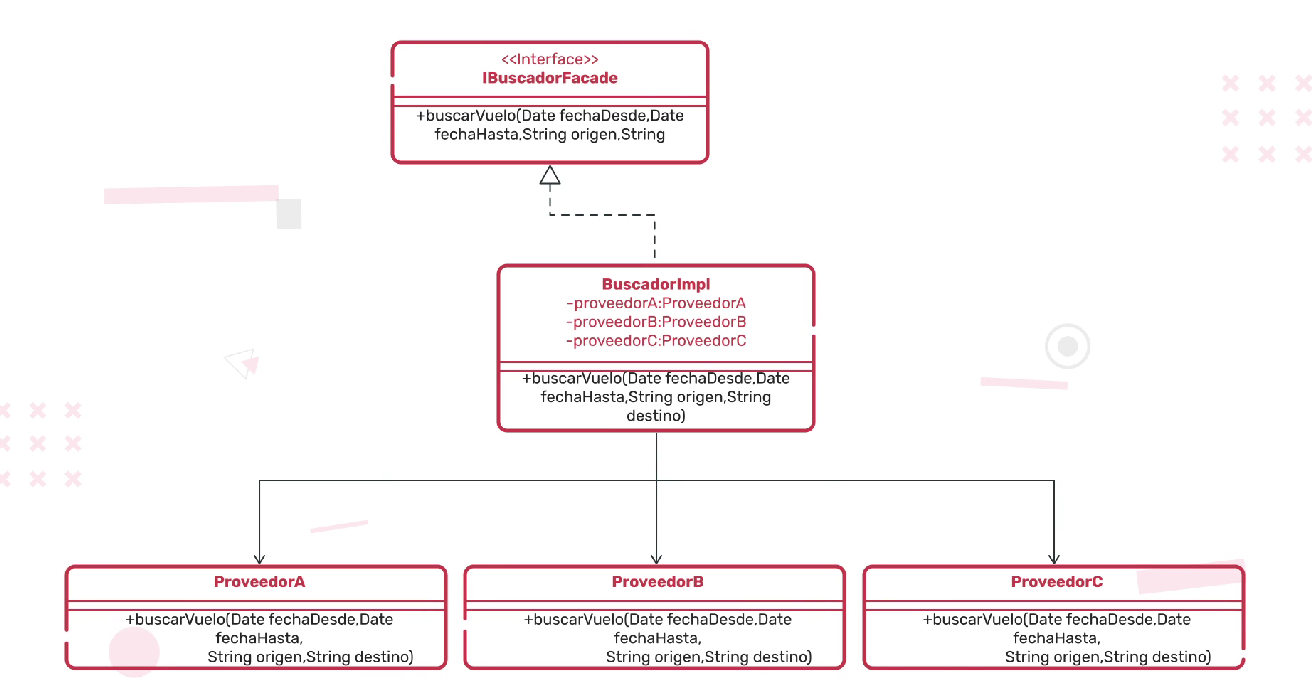 <<Interface>>
IBuscadorFacade
+buscarVuelo(Date fechaDesde,Date
fechaHasta,String origen,String
BuscadorImpl
-proveedorA:ProveedorA
-proveedorB:ProveedorB
-proveedorC:ProveedorC
+buscarVuelo(Date fechaDesde,Date
fechaHasta,String origen,String
destino)
ProveedorA
+buscarVuelo(Date fechaDesde,Date
fechaHasta,
String origen,String destino)
ProveedorB
+buscarVuelo(Date fechaDesde,Date
fechaHasta,
String origen,String destino)
ProveedorC
+buscarVuelo(Date fechaDesde,Date
fechaHasta,
String origen,String destino)